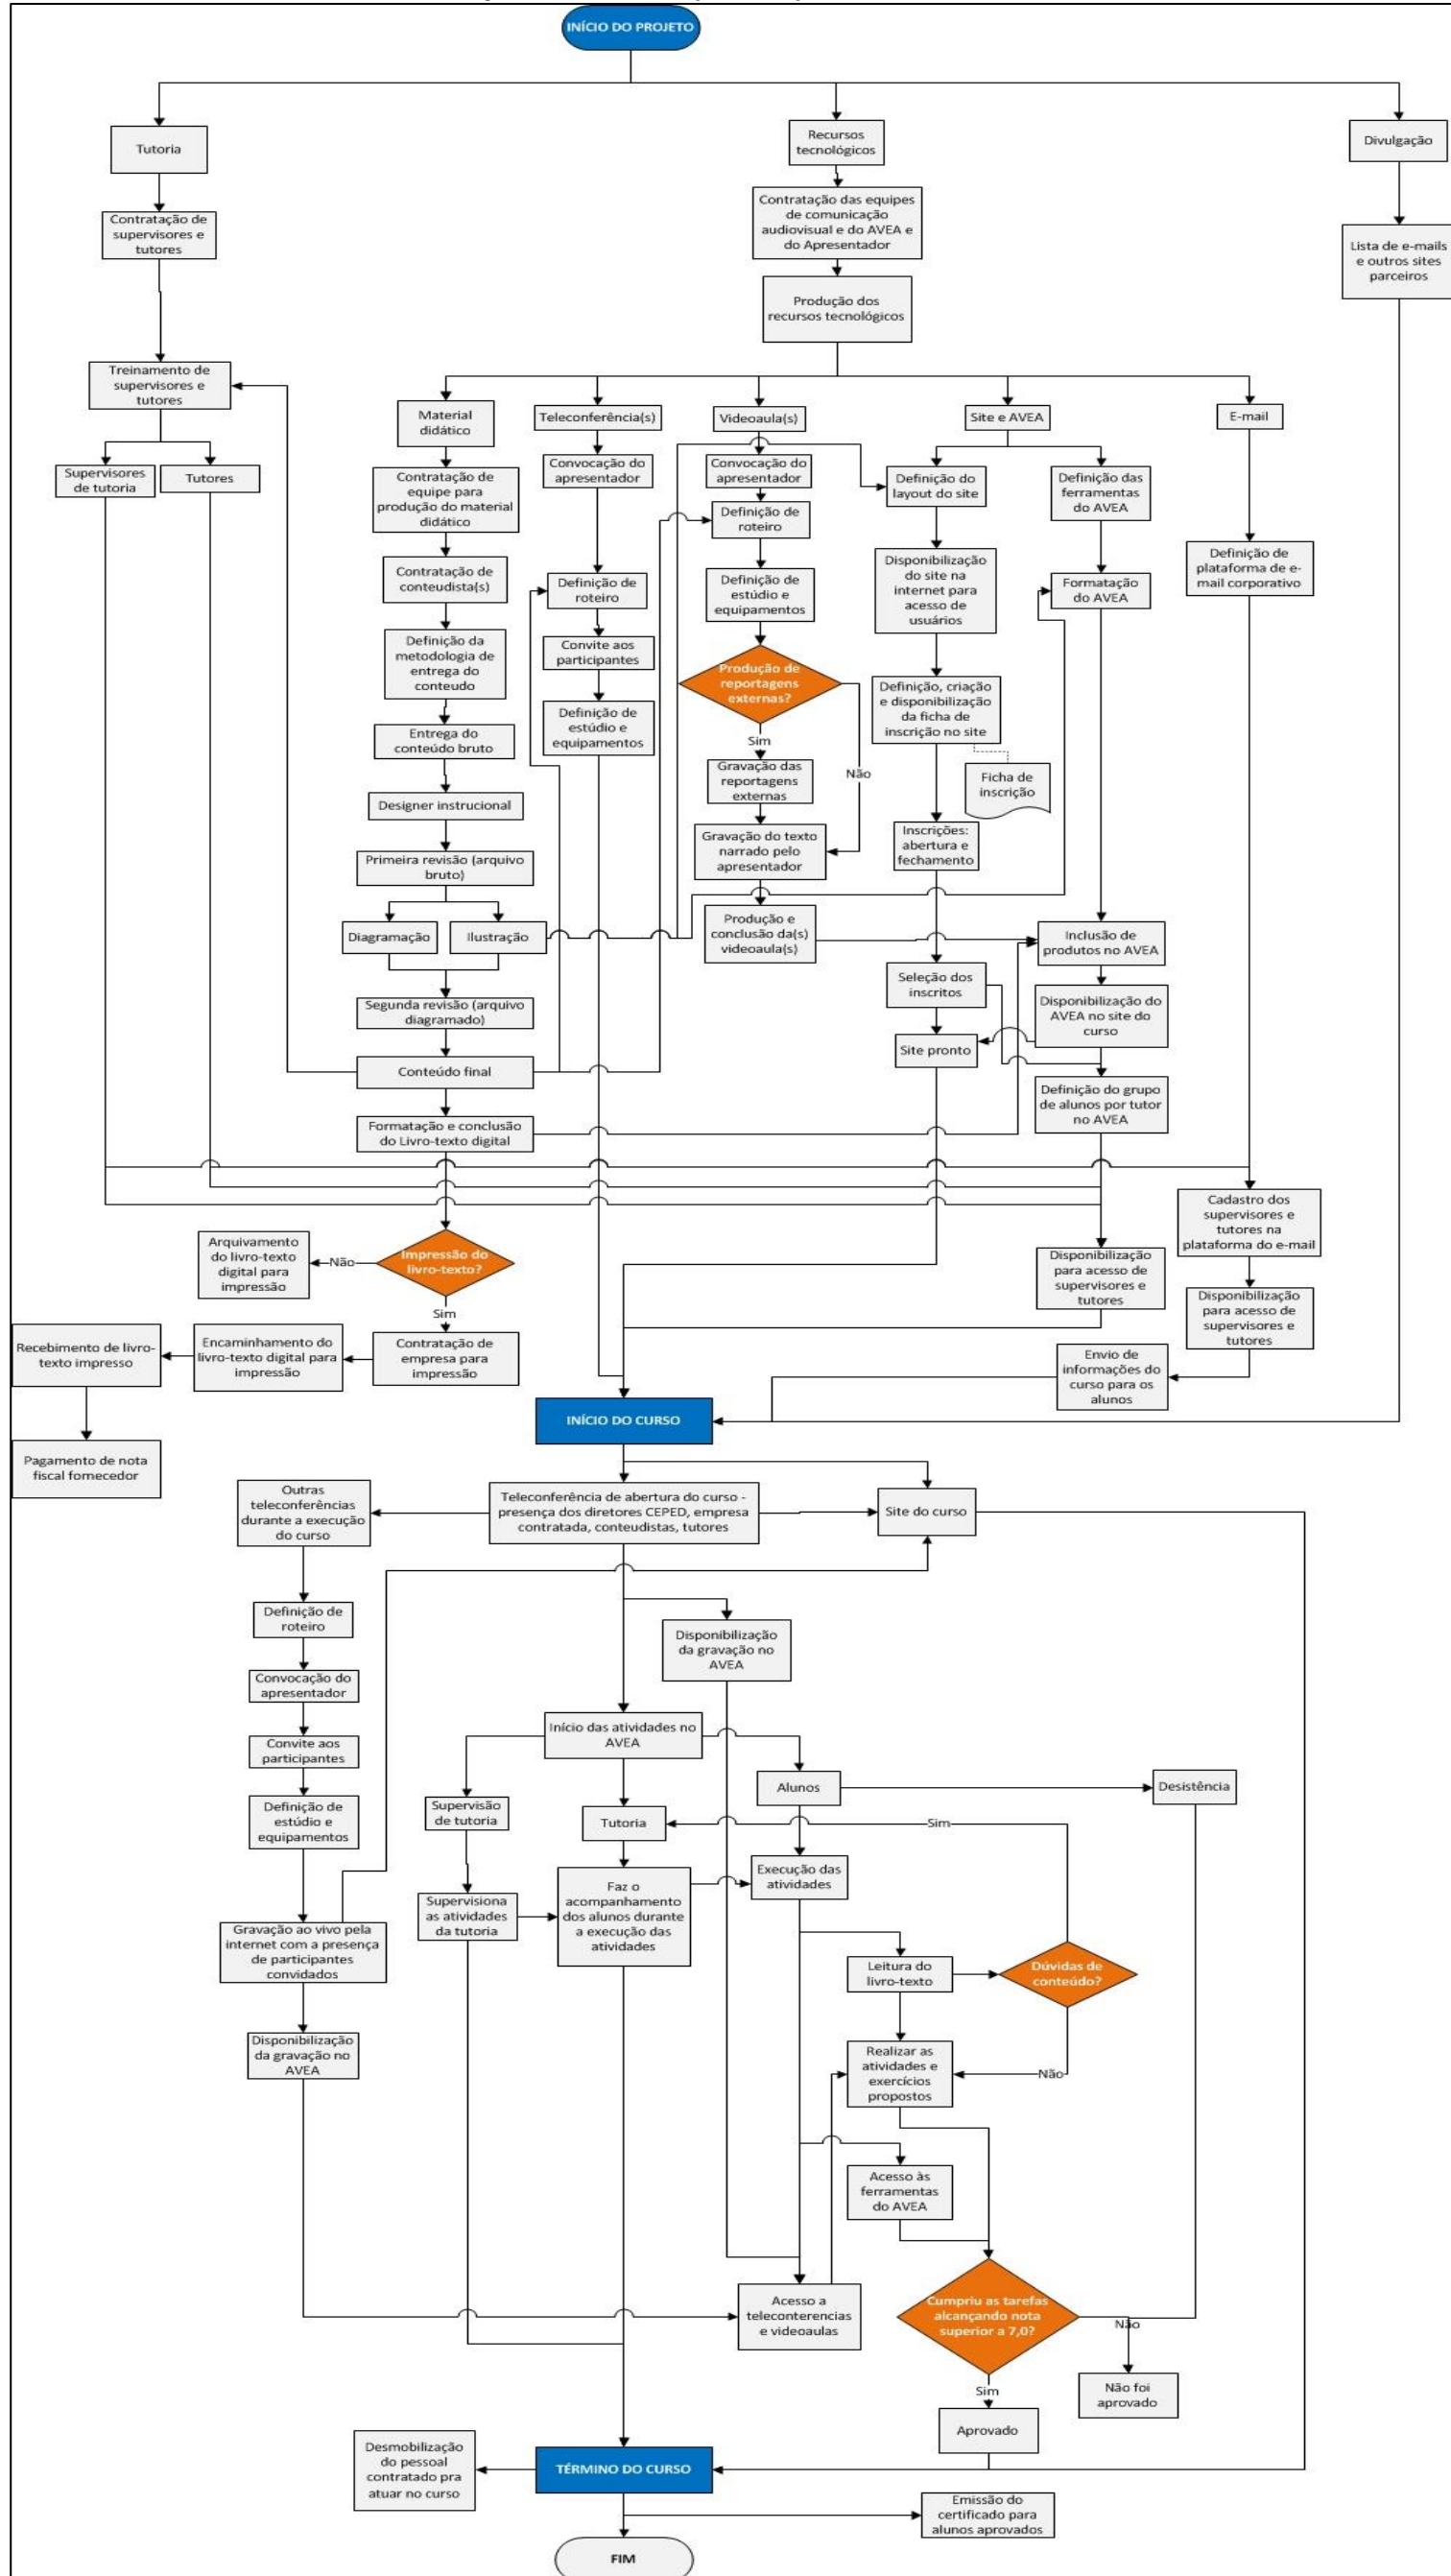 INÍCIO DO PROJETO
Tutoria
Recursos
tecnológicos
Divulgação
Contratação de
supervisores e
tutores
Contratação das equipes
de comunicação
audiovisual e do AVEA e
do Apresentador
Lista de e-mails
e outros sites
parceiros
Produção dos
recursos tecnológicos
Treinamento de
supervisores e
tutores
Supervisores
de tutoria
Tutores
Material
didático
Teleconferência(s)
Videoaula(s)
Site e AVEA
E-mail
Contratação de
equipe para
produção do material
didático
Convocação do
apresentador
Convocação do
apresentador
Definição do
layout do site
Definição das
ferramentas
do AVEA
Definição de
roteiro
Contratação de
conteudista(s)
Definição de
roteiro
Definição de
estúdio e
equipamentos
Disponibilização
do site na
internet para
acesso de
usuários
Formatação
do AVEA
Definição de
plataforma de e-
mail corporativo
Definição da
metodologia de
entrega do
conteudo
Convite aos
participantes
Produção de
reportagens
externas?
Definição, criação
e disponibilização
da ficha de
inscrição no site
Entrega do
conteúdo bruto
Definição de
estúdio e
equipamentos
Sim
Não
Gravação das
reportagens
externas
Ficha de
inscrição
Designer instrucional
Gravação do texto
narrado pelo
apresentador
Inscrições:
abertura e
fechamento
Primeira revisão (arquivo
bruto)
Diagramação
Ilustração
Produção e
conclusão da(s)
videoaula(s)
Inclusão de
produtos no AVEA
Seleção dos
inscritos
Segunda revisão (arquivo
diagramado)
Disponibilização do
AVEA no site do
curso
Site pronto
Conteúdo final
Definição do grupo
de alunos por tutor
no AVEA
Formatação e conclusão
do Livro-texto digital
Cadastro dos
supervisores e
tutores na
plataforma do e-mail
Arquivamento
do livro-texto
digital para
impressão
Não
Impressão do
livro-texto?
Disponibilização
para acesso de
supervisores e
tutores
Sim
Disponibilização
para acesso de
supervisores e
tutores
Recebimento de livro-
texto impresso
Encaminhamento do
livro-texto digital para
impressão
Contratação de
empresa para
impressão
Envio de
informações do
curso para os
alunos
INÍCIO DO CURSO
Pagamento de nota
fiscal fornecedor
Outras
teleconferências
durante a execução
do curso
Teleconferência de abertura do curso -
presença dos diretores CEPED, empresa
contratada, conteudistas, tutores
Site do curso
Definição de
roteiro
Disponibilização
da gravação no
AVEA
Convocação do
apresentador
Convite aos
participantes
Início das atividades no
AVEA
Alunos
Desistência
Definição de
estúdio e
equipamentos
Supervisão
de tutoria
Tutoria
Sim
Execução das
atividades
Supervisiona
as atividades
da tutoria
Faz o
acompanhamento
dos alunos durante
a execução das
atividades
Gravação ao vivo pela
internet com a presença
de participantes
convidados
Leitura do
livro-texto
Dúvidas de
conteúdo?
Disponibilização
da gravação no
AVEA
Realizar as
atividades e
exercícios
propostos
Não
Acesso às
ferramentas
do AVEA
Acesso a
teleconterencias
e videoaulas
Cumpriu as tarefas
alcançando nota
superior a 7,0?
Não
Sim
Não foi
aprovado
Aprovado
Desmobilização
do pessoal
contratado pra
atuar no curso
TÉRMINO DO CURSO
Emissão do
certificado para
alunos aprovados
FIM